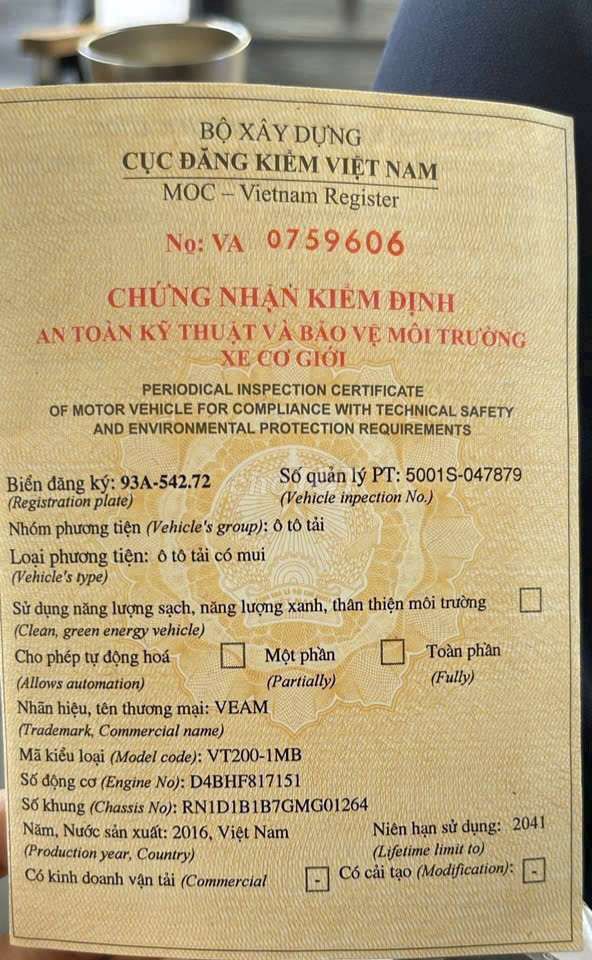 BỘ XÂY DỰNG
CỤC ĐĂNG KIỂM VIỆT NAM
MOC – Vietnam Register
No: VA 0759606
CHỨNG NHẬN KIỂM ĐỊNH
AN TOÀN KỸ THUẬT VÀ BẢO VỆ MÔI TRƯỜNG
XE CƠ GIỚI
PERIODICAL INSPECTION CERTIFICATE
OF MOTOR VEHICLE FOR COMPLIANCE WITH TECHNICAL SAFETY
AND ENVIRONMENTAL PROTECTION REQUIREMENTS
Biển đăng ký: 93A-542.72 Số quản lý PT: 5001S-047879
(Registration plate) (Vehicle inpection No.)
Nhóm phương tiện (Vehicle's group): ô tô tải
Loại phương tiện: ô tô tải có mui
(Vehicle's type)
Sử dụng năng lượng sạch, năng lượng xanh, thân thiện môi trường
(Clean, green energy vehicle)
Cho phép tự động hoá Một phần Toàn phần
(Allows automation) (Partially) (Fully)
Nhãn hiệu, tên thương mại: VEAM
(Trademark, Commercial name)
Mã kiểu loại (Model code): VT200-1MB
Số động cơ (Engine No): D4BHF817151
Số khung (Chassis No): RN1D1B1B7GMG01264
Năm, Nước sản xuất: 2016, Việt Nam Niên hạn sử dụng: 2041
(Production year, Country) (Lifetime limit to)
Có kinh doanh vận tải (Commercial - Có cải tạo (Modification): -